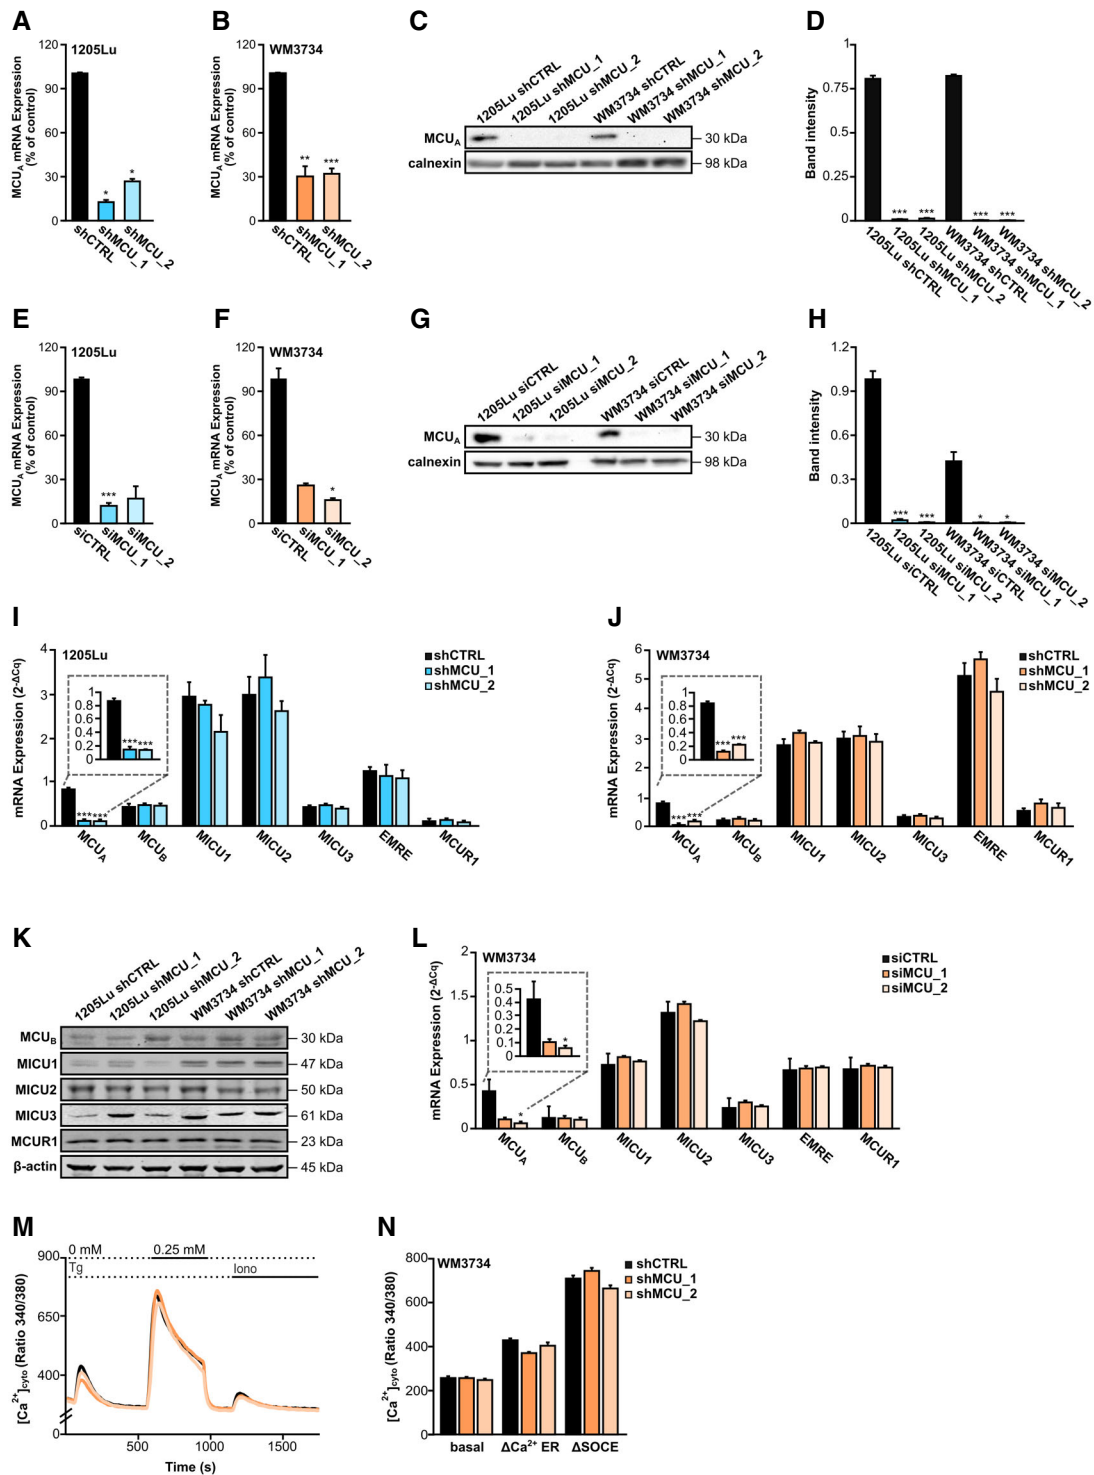 A
1205Lu
MCU_A mRNA Expression
(% of control)
120
90
60
30
0
*
*
shCTRL
shMCU_1
shMCU_2
B
WM3734
MCU_A mRNA Expression
(% of control)
120
90
60
30
0
**
***
shCTRL
shMCU_1
shMCU_2
C
1205Lu shCTRL
1205Lu shMCU_1
1205Lu shMCU_2
WM3734 shCTRL
WM3734 shMCU_1
WM3734 shMCU_2
MCU_A
30 kDa
calnexin
98 kDa
D
Band intensity
1
0.75
0.5
0.25
0
***
***
***
***
1205Lu shCTRL
1205Lu shMCU_1
1205Lu shMCU_2
WM3734 shCTRL
WM3734 shMCU_1
WM3734 shMCU_2
E
1205Lu
MCU_A mRNA Expression
(% of control)
120
90
60
30
0
***
siCTRL
siMCU_1
siMCU_2
F
WM3734
MCU_A mRNA Expression
(% of control)
120
90
60
30
0
*
siCTRL
siMCU_1
siMCU_2
G
1205Lu siCTRL
1205Lu siMCU_1
1205Lu siMCU_2
WM3734 siCTRL
WM3734 siMCU_1
WM3734 siMCU_2
MCU_A
30 kDa
calnexin
98 kDa
H
Band intensity
1.2
0.9
0.6
0.3
0
***
***
*
*
1205Lu siCTRL
1205Lu siMCU_1
1205Lu siMCU_2
WM3734 siCTRL
WM3734 siMCU_1
WM3734 siMCU_2
I
1205Lu
mRNA Expression (2^-ΔCq)
4
3
2
1
0
1
0.8
0.6
0.4
0.2
0
*** ***
*** ***
shCTRL
shMCU_1
shMCU_2
MCU_A
MCU_B
MICU1
MICU2
MICU3
EMRE
MCUR1
J
WM3734
mRNA Expression (2^-ΔCq)
6
5
4
3
2
1
0
1
0.8
0.6
0.4
0.2
0
*** ***
*** ***
shCTRL
shMCU_1
shMCU_2
MCU_A
MCU_B
MICU1
MICU2
MICU3
EMRE
MCUR1
K
1205Lu shCTRL
1205Lu shMCU_1
1205Lu shMCU_2
WM3734 shCTRL
WM3734 shMCU_1
WM3734 shMCU_2
MCU_B
30 kDa
MICU1
47 kDa
MICU2
50 kDa
MICU3
61 kDa
MCUR1
23 kDa
β-actin
45 kDa
L
WM3734
mRNA Expression (2^-ΔCq)
2
1.5
1
0.5
0
0.5
0.4
0.3
0.2
0.1
0
*
*
siCTRL
siMCU_1
siMCU_2
MCU_A
MCU_B
MICU1
MICU2
MICU3
EMRE
MCUR1
M
0 mM
0.25 mM
Tg
Iono
[Ca²⁺]cyto (Ratio 340/380)
900
650
400
0
500
1000
1500
Time (s)
N
WM3734
[Ca²⁺]cyto (Ratio 340/380)
800
600
400
200
0
shCTRL
shMCU_1
shMCU_2
basal
ΔCa²⁺ ER
ΔSOCE